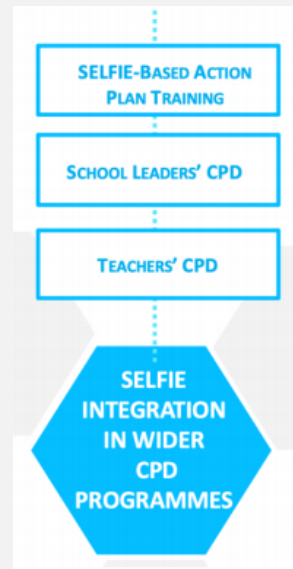 SELFIE-BASED ACTION
PLAN TRAINING
SCHOOL LEADERS' CPD
TEACHERS' CPD
SELFIE
INTEGRATION
IN WIDER
CPD
PROGRAMMES